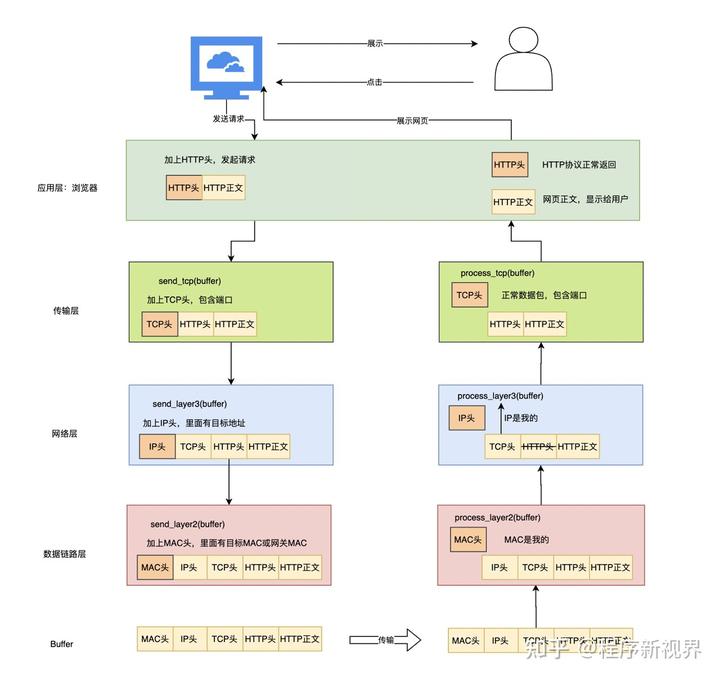 展示
点击
发送请求
展示网页
应用层：浏览器
加上HTTP头，发起请求
HTTP头 HTTP正文
HTTP头 HTTP协议正常返回
HTTP正文 网页正文，显示给用户
传输层
send_tcp(buffer)
加上TCP头，包含端口
TCP头 HTTP头 HTTP正文
process_tcp(buffer)
TCP头 正常数据包，包含端口
HTTP头 HTTP正文
网络层
send_layer3(buffer)
加上IP头，里面有目标地址
IP头 TCP头 HTTP头 HTTP正文
process_layer3(buffer)
IP头 IP是我的
TCP头 HTTP头 HTTP正文
数据链路层
send_layer2(buffer)
加上MAC头，里面有目标MAC或网关MAC
MAC头 IP头 TCP头 HTTP头 HTTP正文
process_layer2(buffer)
MAC头 MAC是我的
IP头 TCP头 HTTP头 HTTP正文
Buffer
MAC头 IP头 TCP头 HTTP头 HTTP正文
传输
MAC头 IP头 TCP头 HTTP头 HTTP正文
知乎 @程序新视界